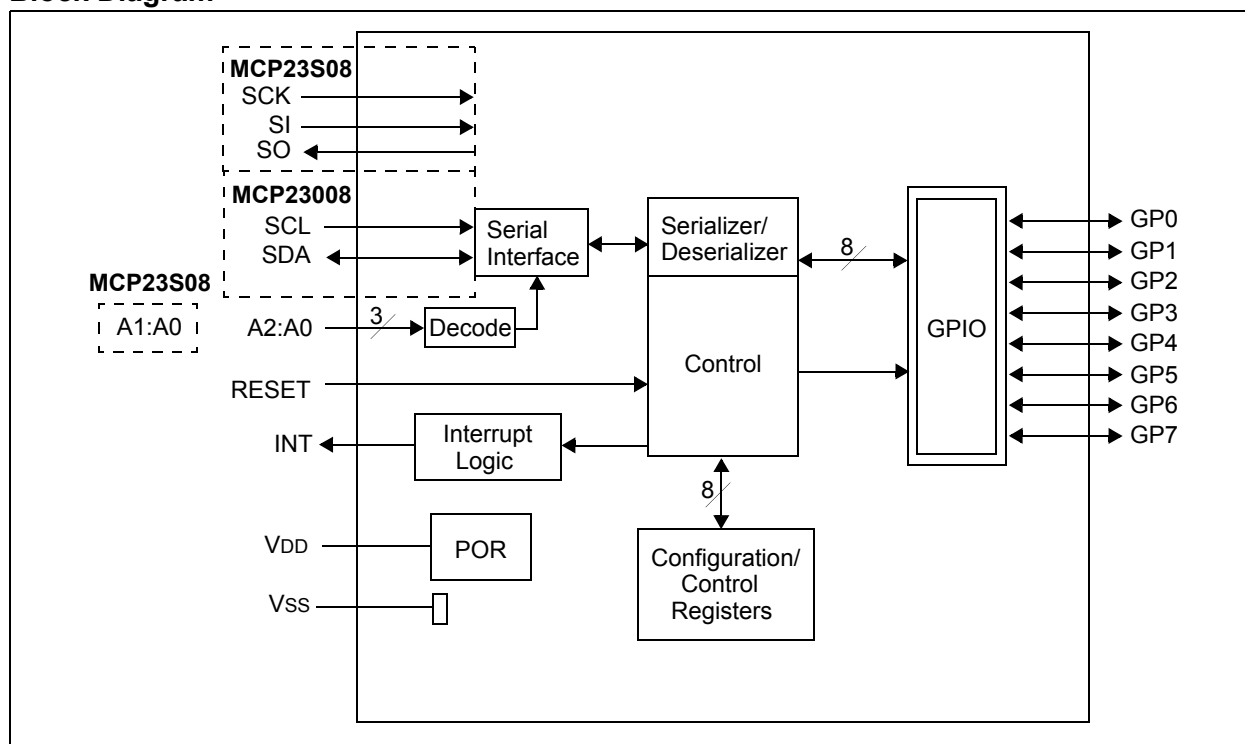 MCP23S08
SCK
SI
SO
MCP23008
SCL
SDA
MCP23S08
A1:A0
A2:A0
3
Decode
Serial
Interface
Serializer/
Deserializer
8
Control
GPIO
GP0
GP1
GP2
GP3
GP4
GP5
GP6
GP7
RESET
INT
Interrupt
Logic
8
VDD
POR
VSS
Configuration/
Control
Registers